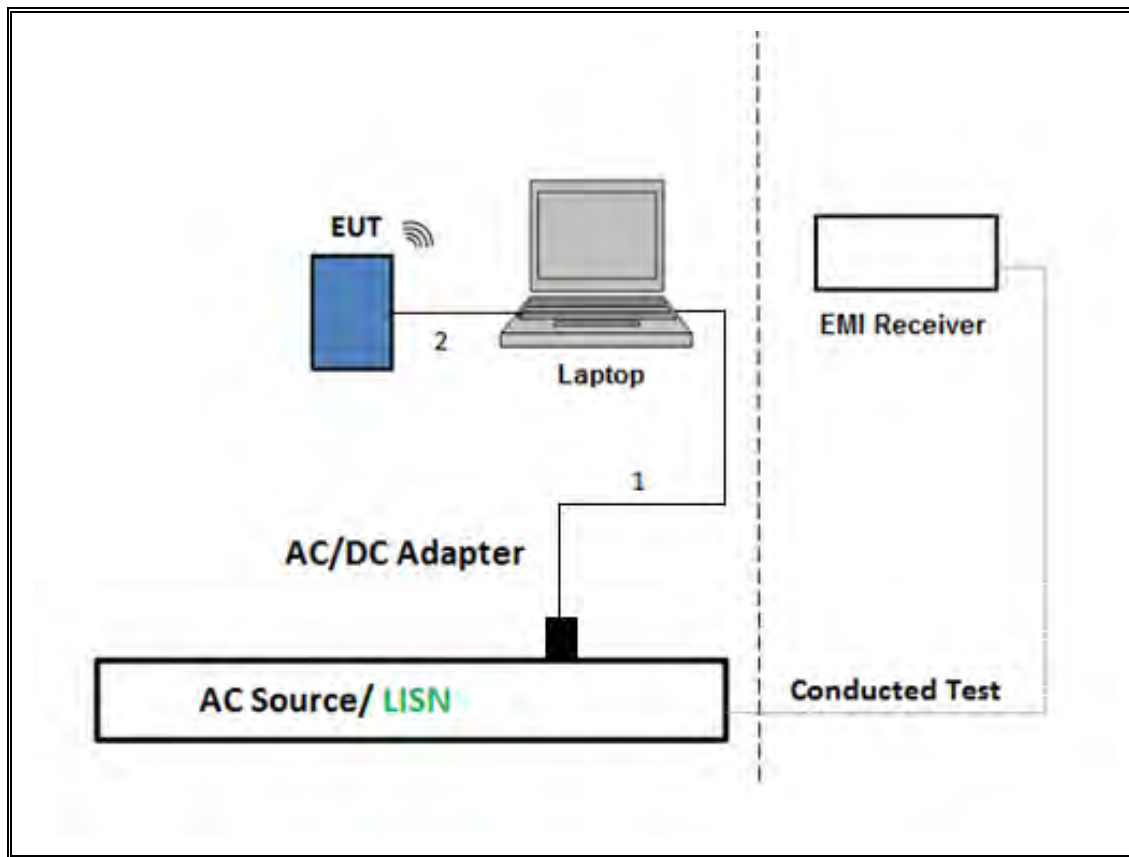 EUT
2
Laptop
EMI Receiver
1
AC/DC Adapter
AC Source/ LISN
Conducted Test